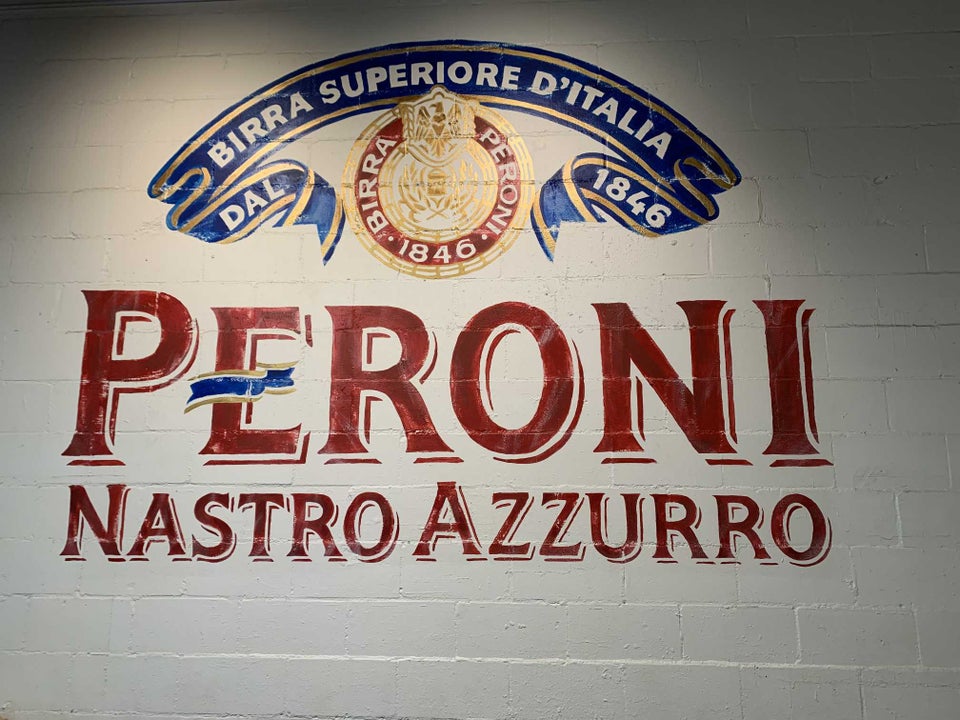 BIRRA SUPERIORE D'ITALIA
DAL 1846
BIRRA PERONI
· 1846 ·
PERONI
NASTRO AZZURRO